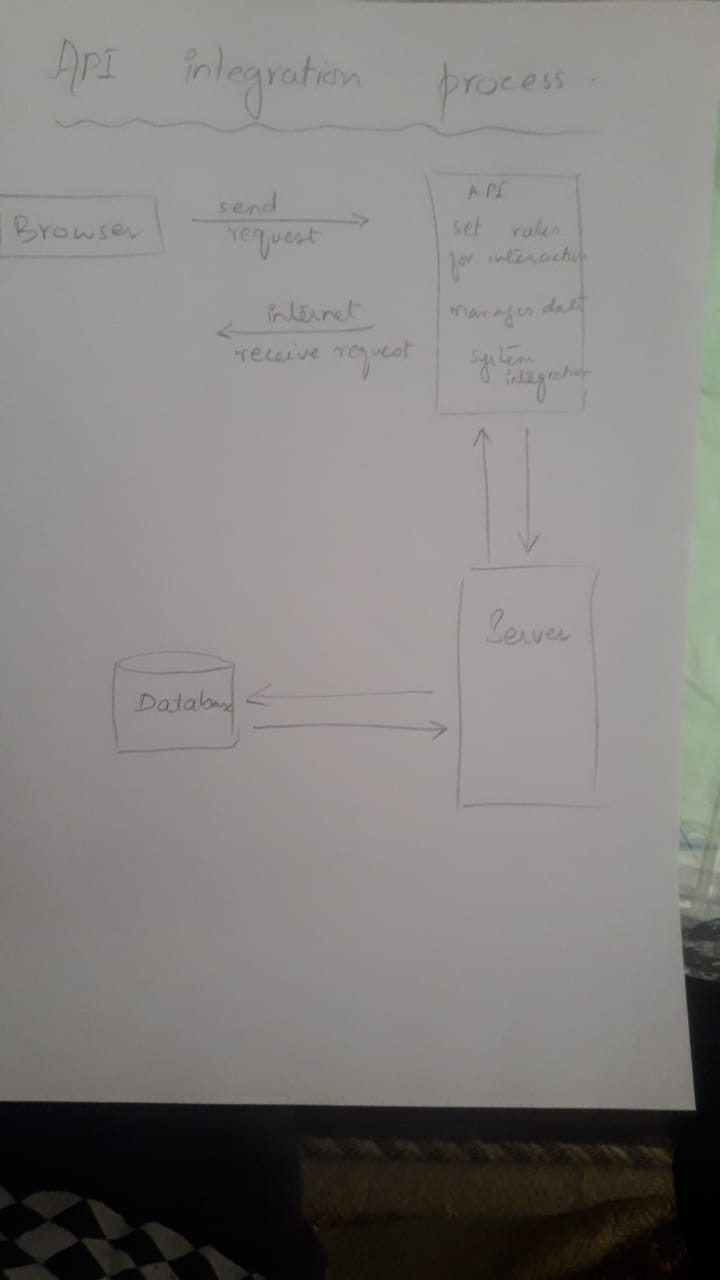 API integration process.
Browser
send
request
internet
receive request
API
set rules
for interaction
manages data
system
integration
Server
Database